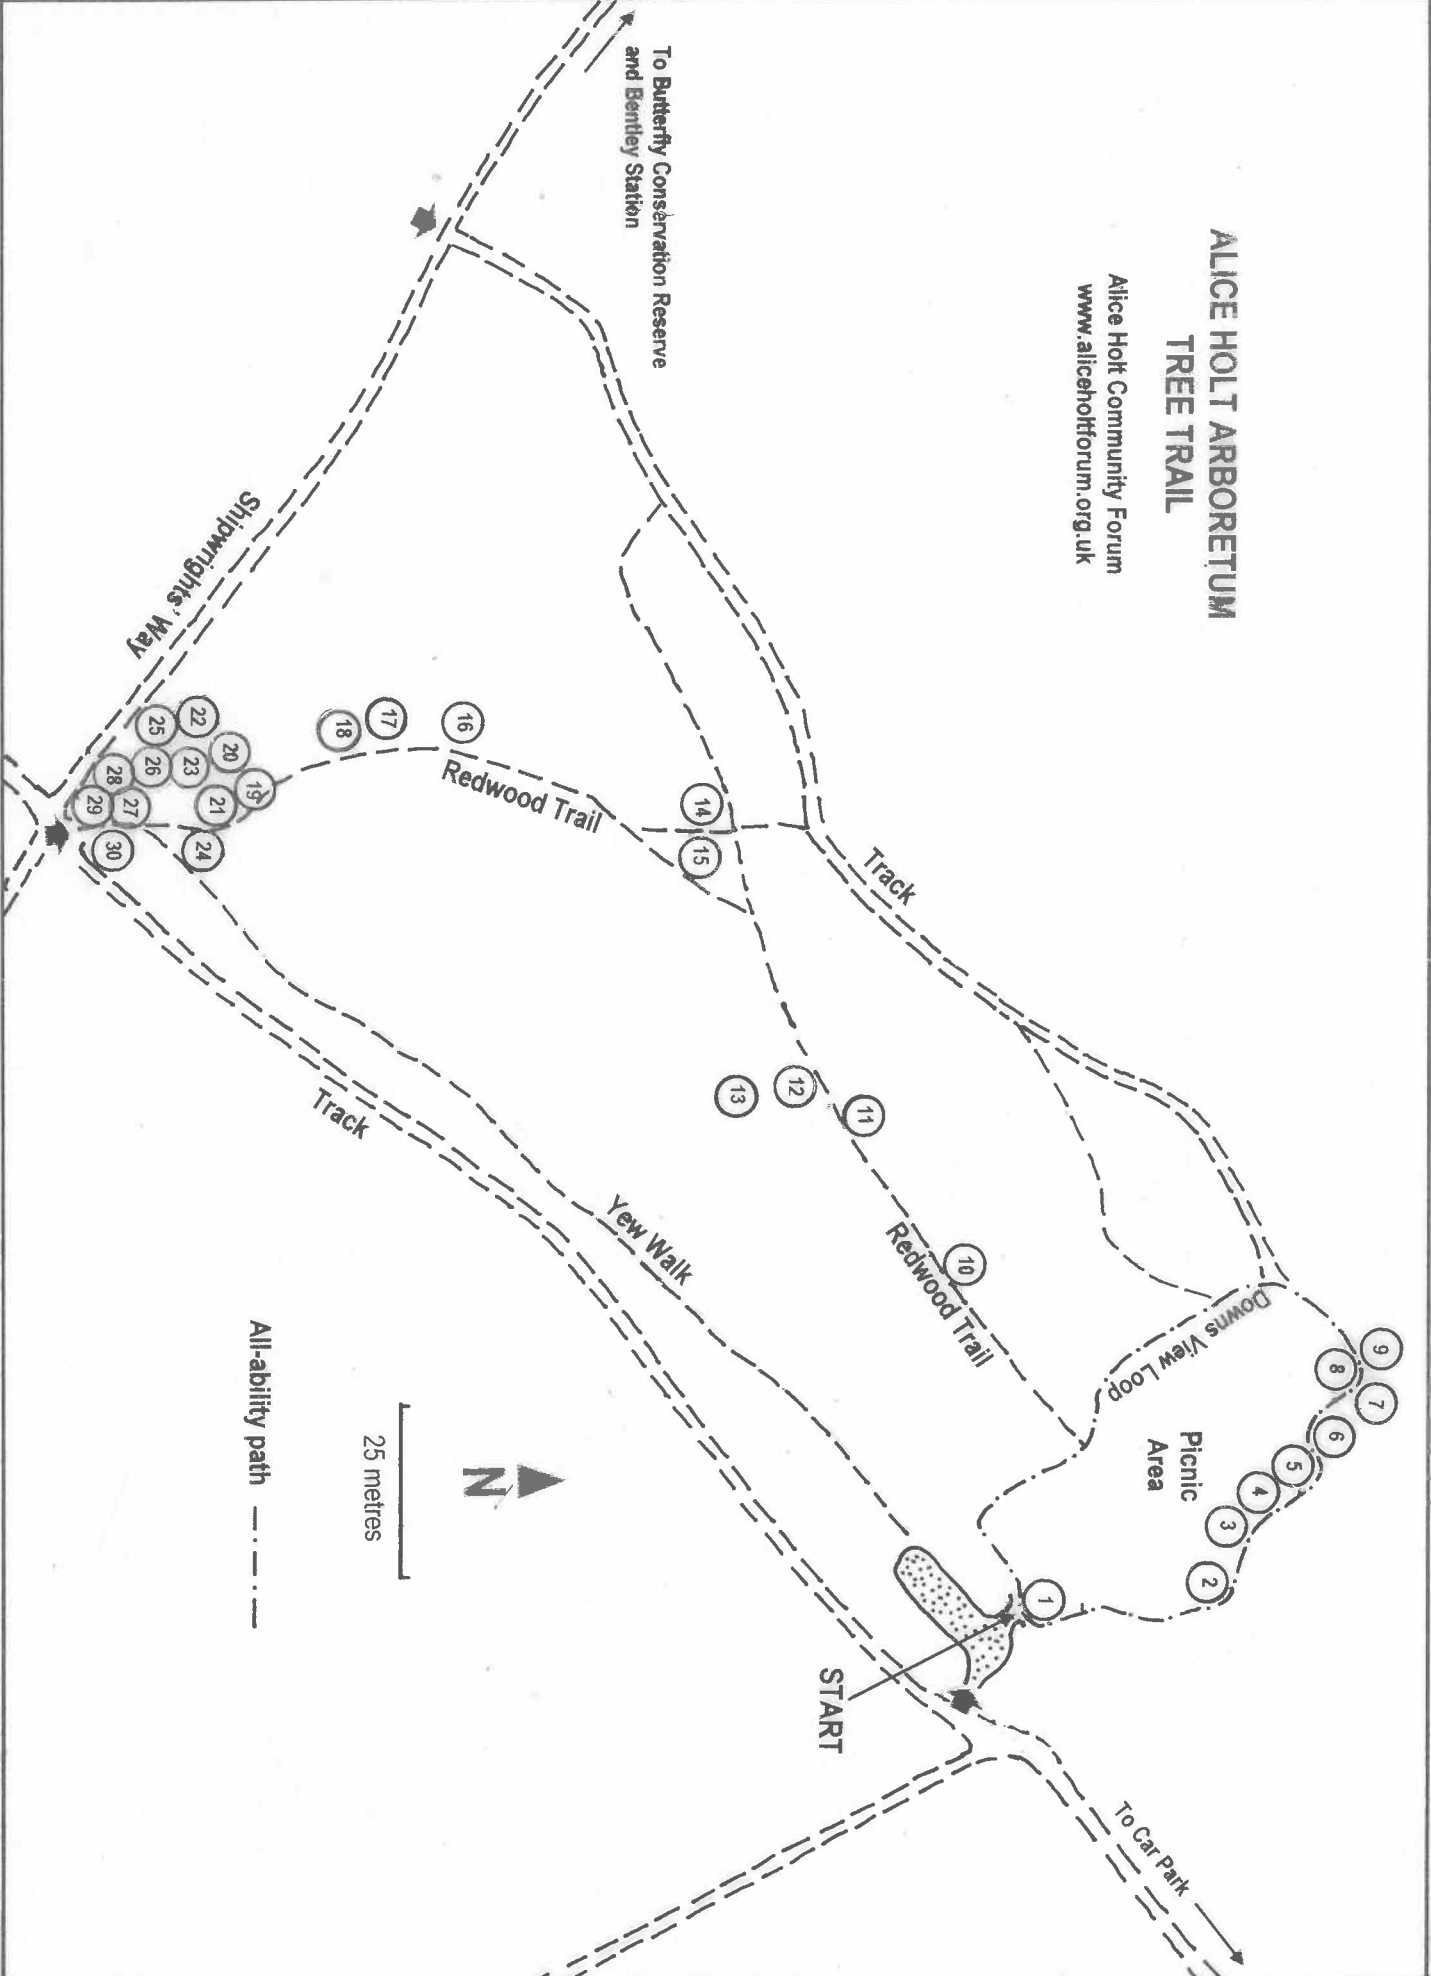 ALICE HOLT ARBORETUM
TREE TRAIL
Alice Holt Community Forum
www.aliceholtforum.org.uk
To Butterfly Conservation Reserve
and Bentley Station
Shipwrights' Way
Track
Downs View Loop
Picnic
Area
Redwood Trail
Redwood Trail
Yew Walk
Track
START
To Car Park
N
25 metres
All-ability path
1
2
3
4
5
6
7
8
9
10
11
12
13
14
15
16
17
18
19
20
21
22
23
24
25
26
27
28
29
30